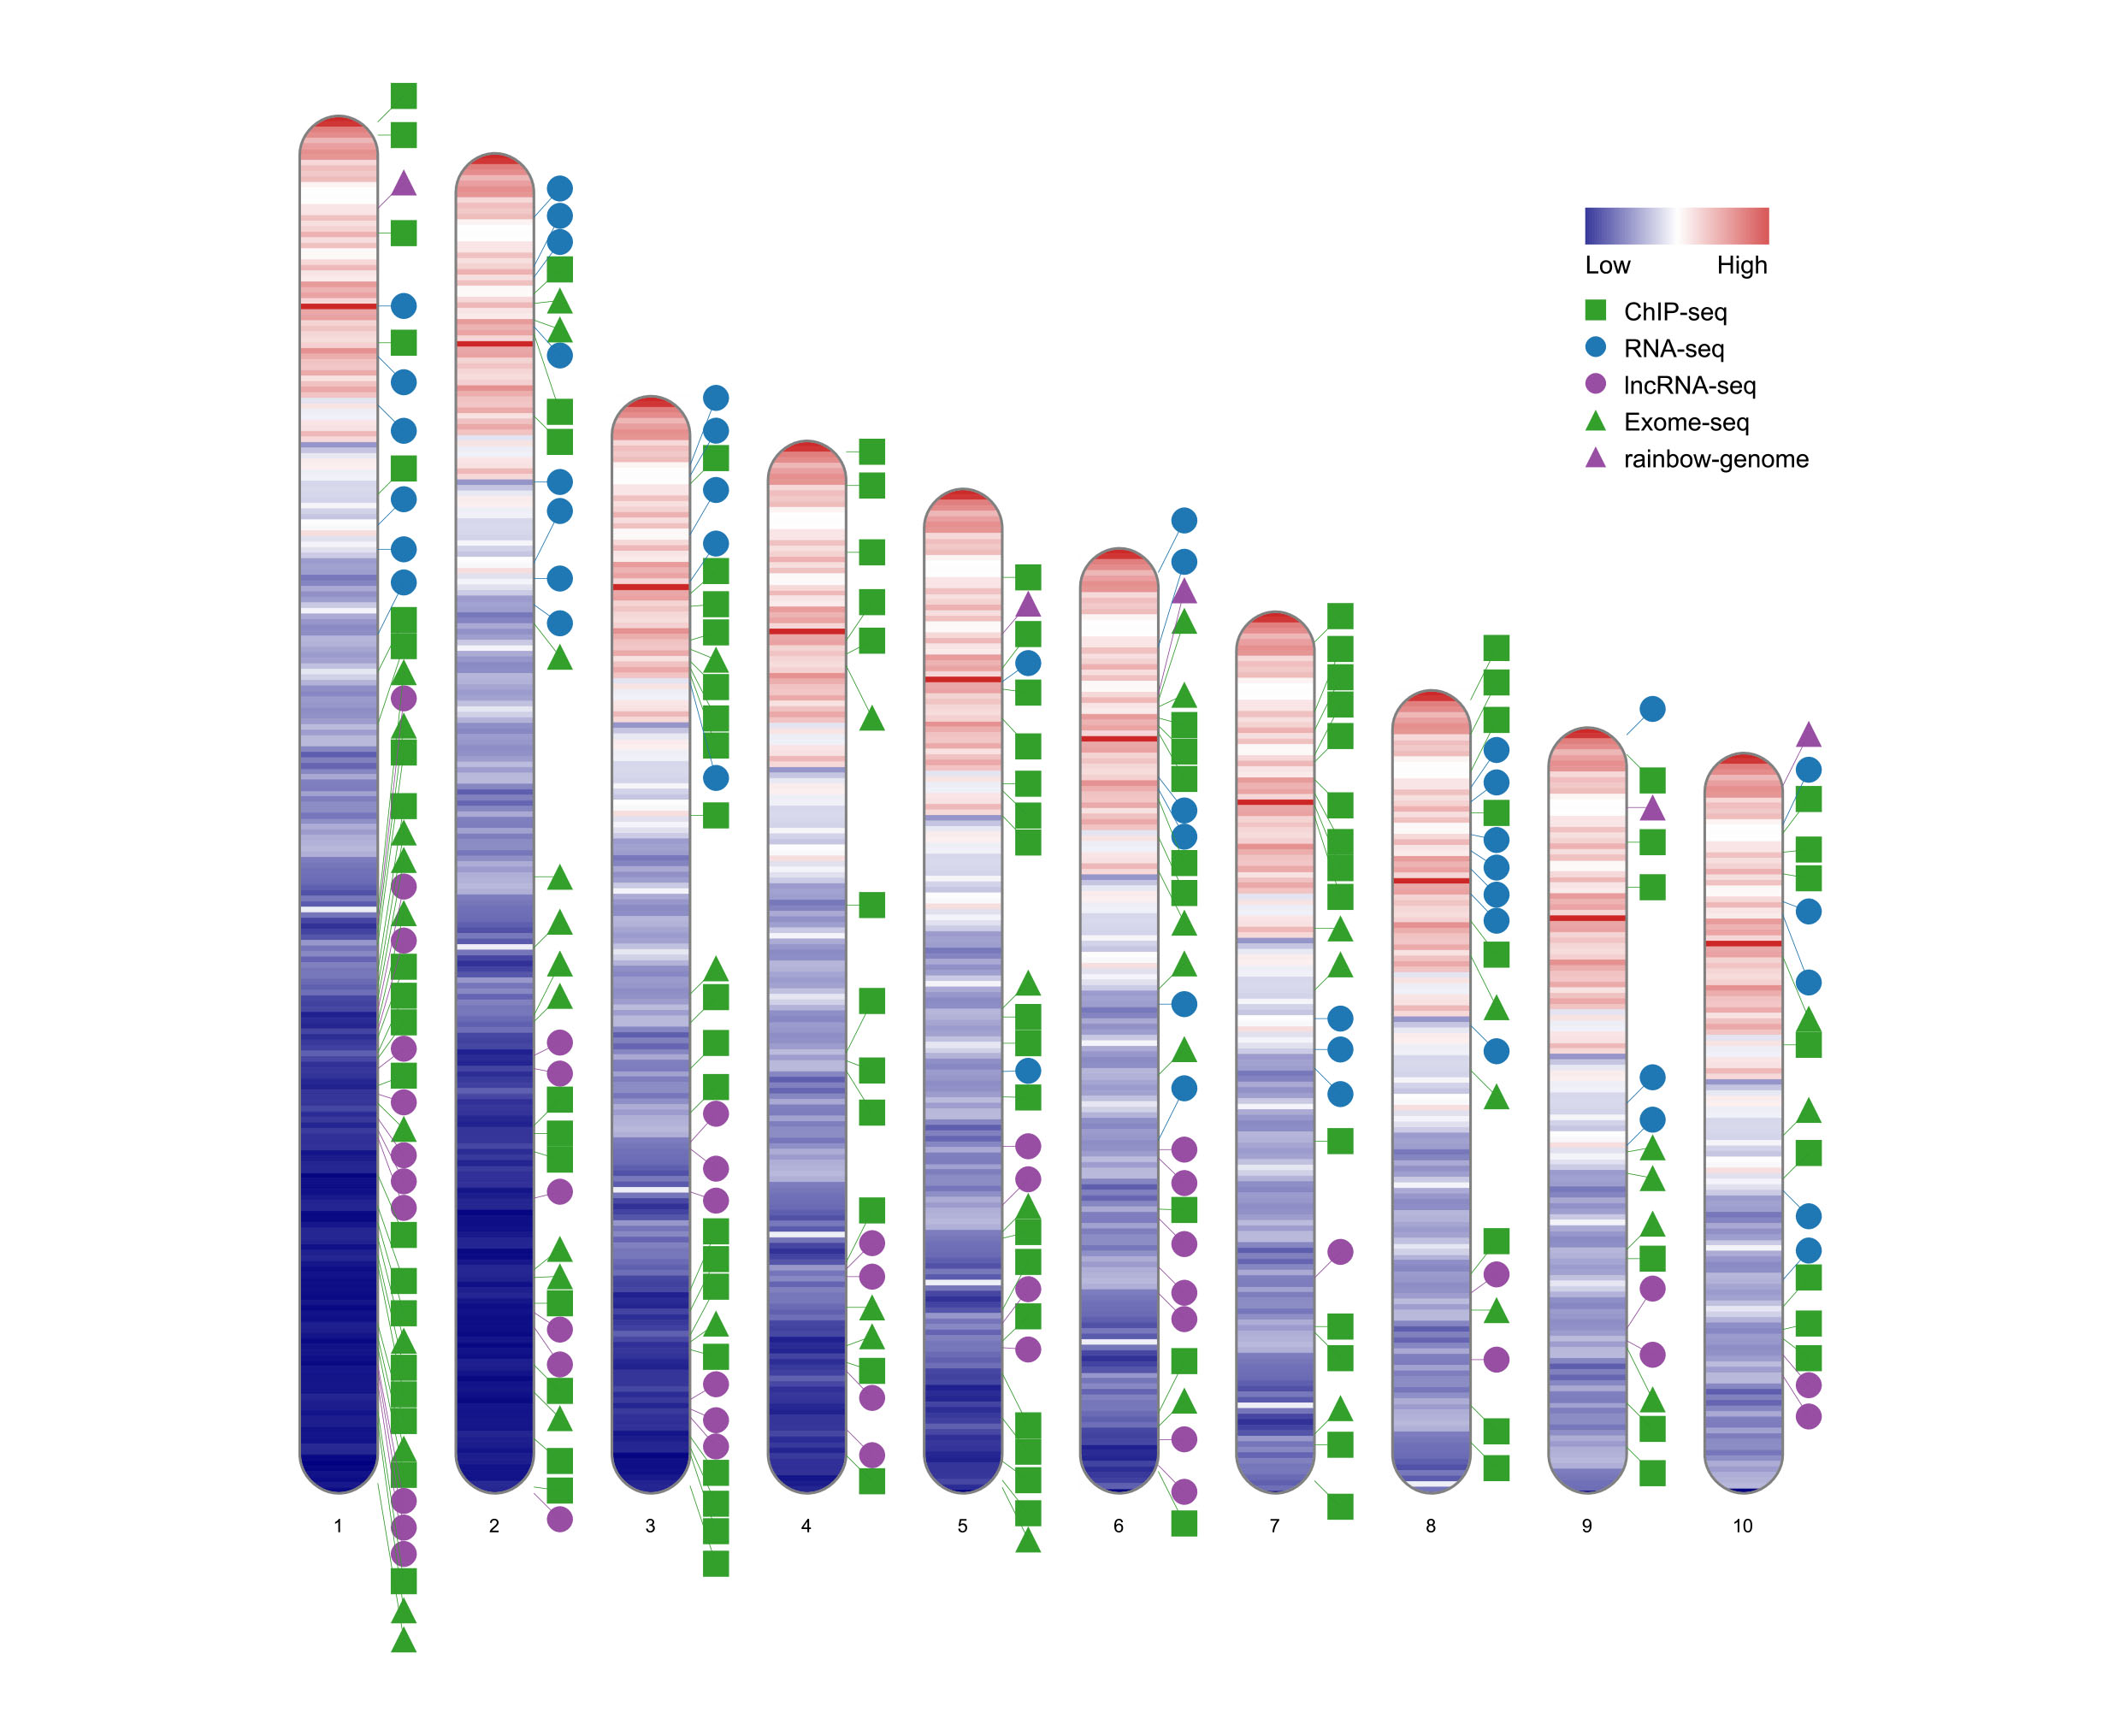 Low High
ChIP-seq
RNA-seq
lncRNA-seq
Exome-seq
rainbow-genome
1 2 3 4 5 6 7 8 9 10